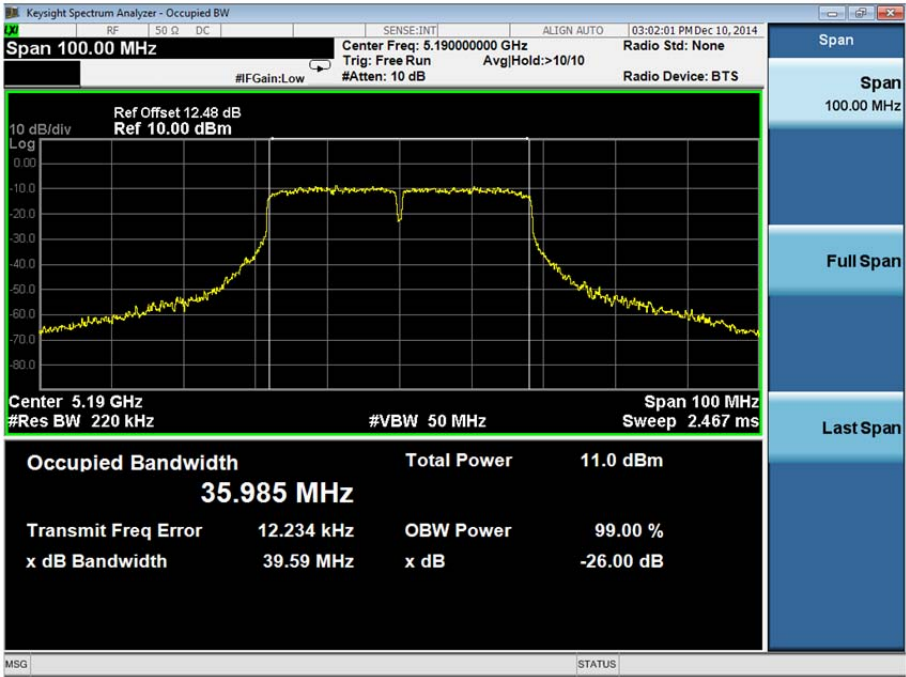 Keysight Spectrum Analyzer - Occupied BW
LXI RF 50 Ω DC SENSE:INT ALIGN AUTO 03:02:01 PM Dec 10, 2014
Span 100.00 MHz
Center Freq: 5.190000000 GHz
Radio Std: None
Trig: Free Run Avg|Hold:>10/10
#IFGain:Low #Atten: 10 dB Radio Device: BTS
Ref Offset 12.48 dB
10 dB/div Ref 10.00 dBm
Log
0.00
-10.0
-20.0
-30.0
-40.0
-50.0
-60.0
-70.0
-80.0
Center 5.19 GHz Span 100 MHz
#Res BW 220 kHz #VBW 50 MHz Sweep 2.467 ms
Occupied Bandwidth Total Power 11.0 dBm
35.985 MHz
Transmit Freq Error 12.234 kHz OBW Power 99.00 %
x dB Bandwidth 39.59 MHz x dB -26.00 dB
MSG STATUS
Span
Span
100.00 MHz
Full Span
Last Span